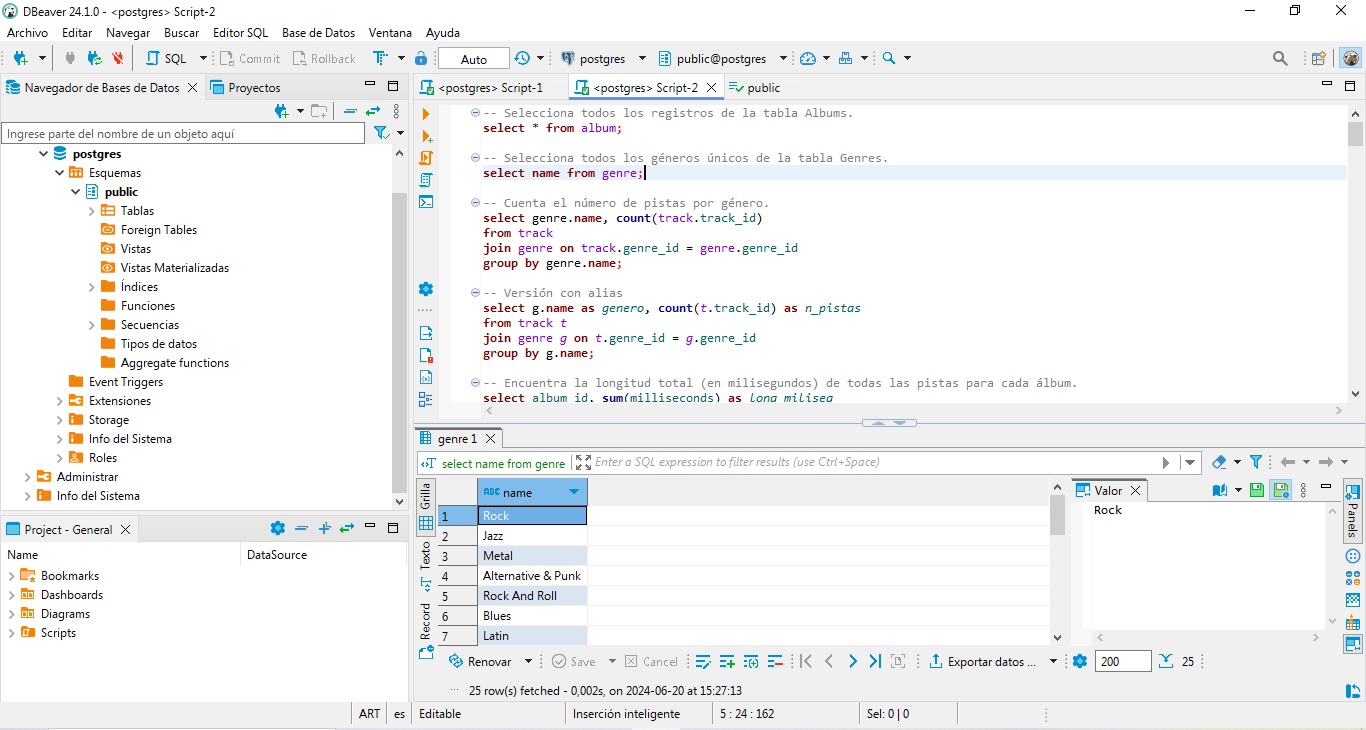 DBeaver 24.1.0 - <postgres> Script-2
Archivo Editar Navegar Buscar Editor SQL Base de Datos Ventana Ayuda
SQL Commit Rollback Auto postgres public@postgres
Navegador de Bases de Datos Proyectos
Ingrese parte del nombre de un objeto aquí
postgres
Esquemas
public
Tablas
Foreign Tables
Vistas
Vistas Materializadas
Índices
Funciones
Secuencias
Tipos de datos
Aggregate functions
Event Triggers
Extensiones
Storage
Info del Sistema
Roles
Administrar
Info del Sistema
Project - General
Name DataSource
Bookmarks
Dashboards
Diagrams
Scripts
<postgres> Script-1 <postgres> Script-2 public
-- Selecciona todos los registros de la tabla Albums.
select * from album;
-- Selecciona todos los géneros únicos de la tabla Genres.
select name from genre;
-- Cuenta el número de pistas por género.
select genre.name, count(track.track_id)
from track
join genre on track.genre_id = genre.genre_id
group by genre.name;
-- Versión con alias
select g.name as genero, count(t.track_id) as n_pistas
from track t
join genre g on t.genre_id = g.genre_id
group by g.name;
-- Encuentra la longitud total (en milisegundos) de todas las pistas para cada álbum.
select album_id, sum(milliseconds) as long_miliseg
genre 1
select name from genre Enter a SQL expression to filter results (use Ctrl+Space)
Grilla
Texto
Record
ABC name
1 Rock
2 Jazz
3 Metal
4 Alternative & Punk
5 Rock And Roll
6 Blues
7 Latin
Valor
Rock
Panels
Renovar Save Cancel Exportar datos ... 200 25
25 row(s) fetched - 0,002s, on 2024-06-20 at 15:27:13
ART es Editable Inserción inteligente 5 : 24 : 162 Sel: 0 | 0